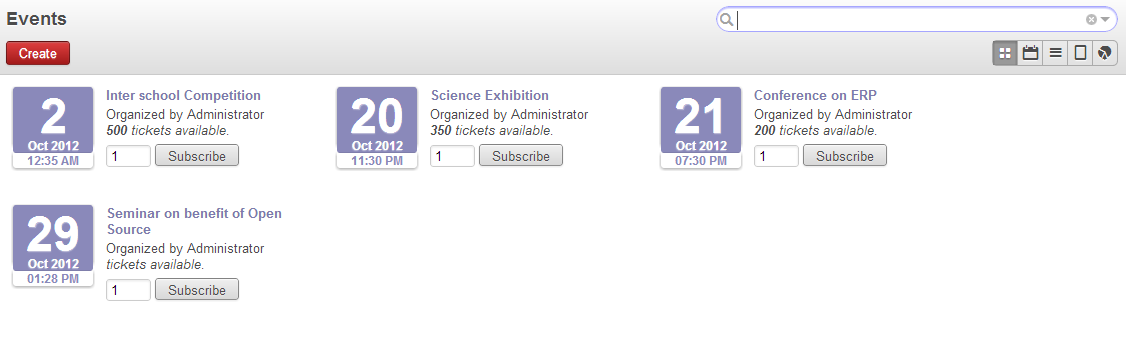 Events
Create
2
Oct 2012
12:35 AM
Inter school Competition
Organized by Administrator
500 tickets available.
1 Subscribe
20
Oct 2012
11:30 PM
Science Exhibition
Organized by Administrator
350 tickets available.
1 Subscribe
21
Oct 2012
07:30 PM
Conference on ERP
Organized by Administrator
200 tickets available.
1 Subscribe
29
Oct 2012
01:28 PM
Seminar on benefit of Open
Source
Organized by Administrator
tickets available.
1 Subscribe